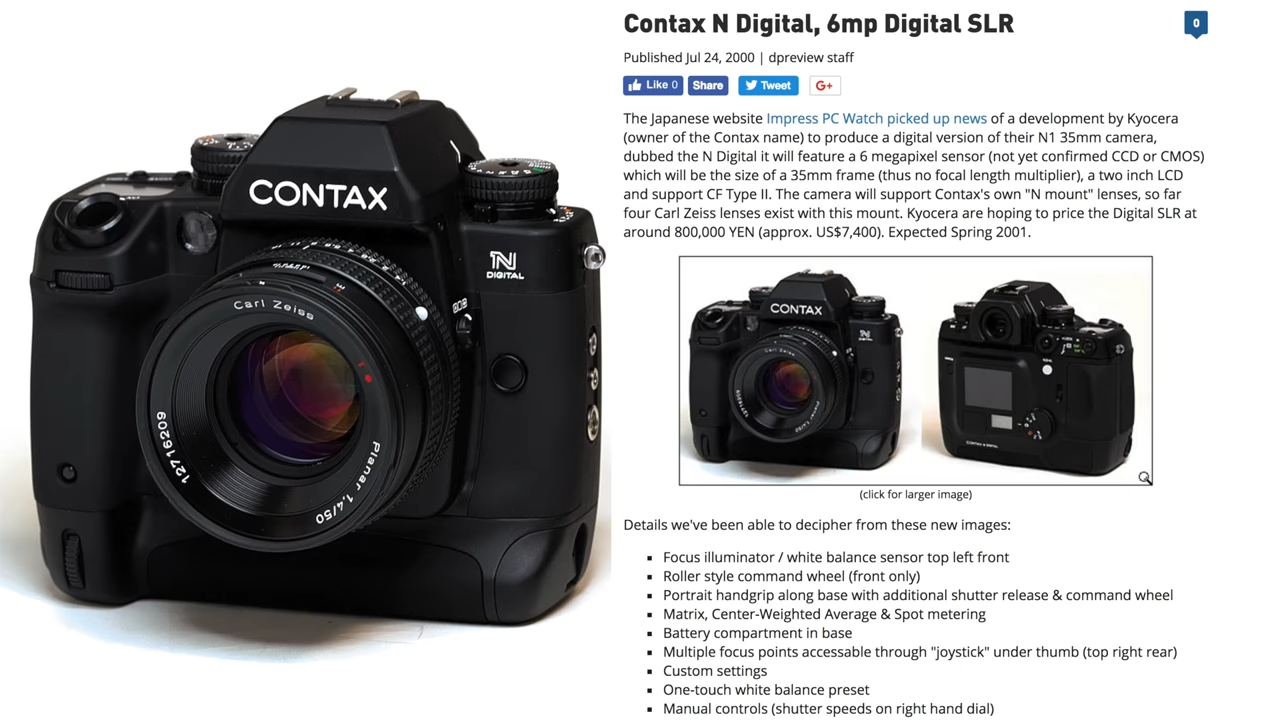 CONTAX
N
DIGITAL
Carl Zeiss
T*
Planar 1,4/50
12716209
Contax N Digital, 6mp Digital SLR
0
Published Jul 24, 2000 | dpreview staff
Like 0
Share
Tweet
G+
The Japanese website Impress PC Watch picked up news of a development by Kyocera
(owner of the Contax name) to produce a digital version of their N1 35mm camera,
dubbed the N Digital it will feature a 6 megapixel sensor (not yet confirmed CCD or CMOS)
which will be the size of a 35mm frame (thus no focal length multiplier), a two inch LCD
and support CF Type II. The camera will support Contax's own "N mount" lenses, so far
four Carl Zeiss lenses exist with this mount. Kyocera are hoping to price the Digital SLR at
around 800,000 YEN (approx. US$7,400). Expected Spring 2001.
CONTAX
N
Carl Zeiss
Planar 1,4/50
12716209
CONTAX N DIGITAL
(click for larger image)
Details we've been able to decipher from these new images:
▪ Focus illuminator / white balance sensor top left front
▪ Roller style command wheel (front only)
▪ Portrait handgrip along base with additional shutter release & command wheel
▪ Matrix, Center-Weighted Average & Spot metering
▪ Battery compartment in base
▪ Multiple focus points accessable through "joystick" under thumb (top right rear)
▪ Custom settings
▪ One-touch white balance preset
▪ Manual controls (shutter speeds on right hand dial)